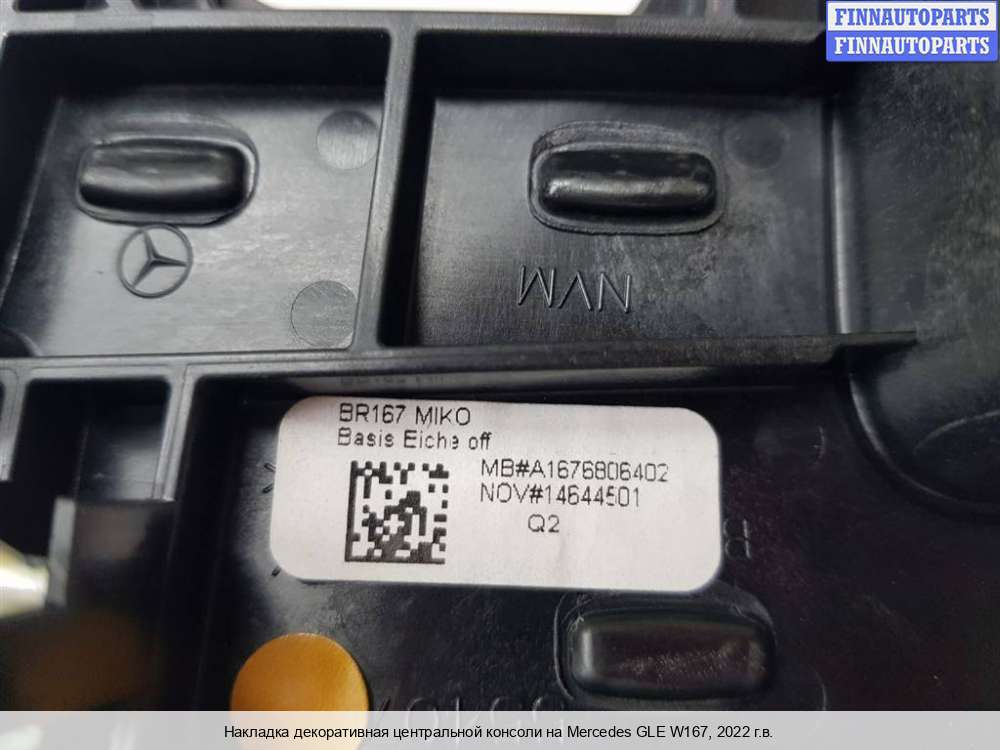 FINNAUTOPARTS
FINNAUTOPARTS
NVM
BR167 MIKO
Basis Eiche off
MB#A1676806402
NOV#14644501
Q2
Накладка декоративная центральной консоли на Mercedes GLE W167, 2022 г.в.